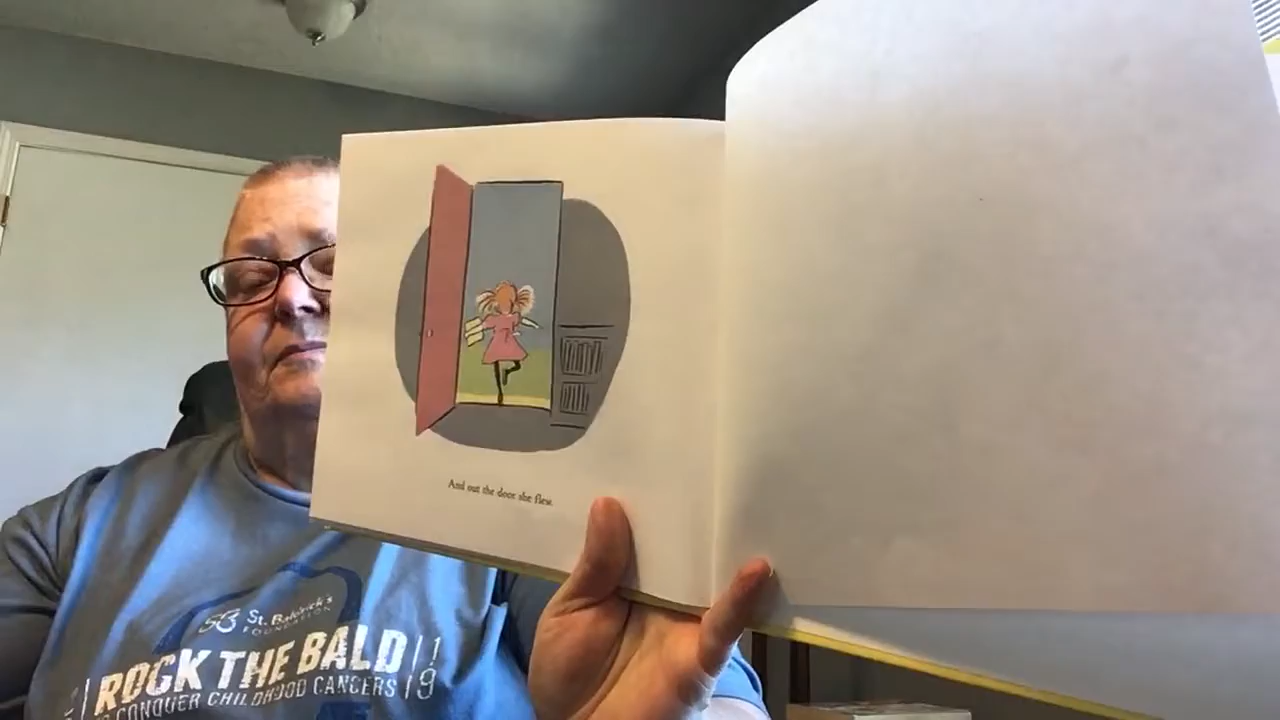 And out the door she flew.
St. Baldrick's
FOUNDATION
ROCK THE BALD
19
CONQUER CHILDHOOD CANCERS